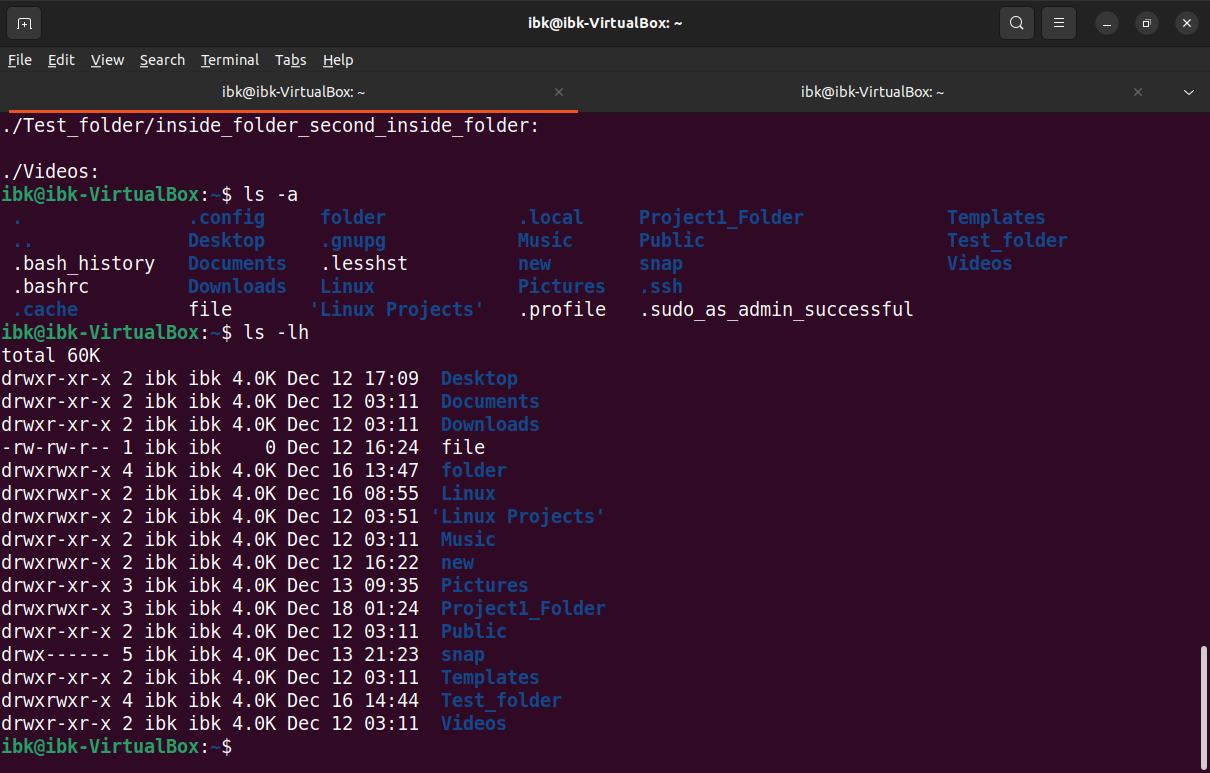 ibk@ibk-VirtualBox: ~
File Edit View Search Terminal Tabs Help
ibk@ibk-VirtualBox: ~ ibk@ibk-VirtualBox: ~
./Test_folder/inside_folder_second_inside_folder:
./Videos:
ibk@ibk-VirtualBox:~$ ls -a
. .config folder .local Project1_Folder Templates
.. Desktop .gnupg Music Public Test_folder
.bash_history Documents .lesshst new snap Videos
.bashrc Downloads Linux Pictures .ssh
.cache file 'Linux Projects' .profile .sudo_as_admin_successful
ibk@ibk-VirtualBox:~$ ls -lh
total 60K
drwxr-xr-x 2 ibk ibk 4.0K Dec 12 17:09 Desktop
drwxr-xr-x 2 ibk ibk 4.0K Dec 12 03:11 Documents
drwxr-xr-x 2 ibk ibk 4.0K Dec 12 03:11 Downloads
-rw-rw-r-- 1 ibk ibk 0 Dec 12 16:24 file
drwxrwxr-x 4 ibk ibk 4.0K Dec 16 13:47 folder
drwxrwxr-x 2 ibk ibk 4.0K Dec 16 08:55 Linux
drwxrwxr-x 2 ibk ibk 4.0K Dec 12 03:51 'Linux Projects'
drwxr-xr-x 2 ibk ibk 4.0K Dec 12 03:11 Music
drwxrwxr-x 2 ibk ibk 4.0K Dec 12 16:22 new
drwxr-xr-x 3 ibk ibk 4.0K Dec 13 09:35 Pictures
drwxrwxr-x 3 ibk ibk 4.0K Dec 18 01:24 Project1_Folder
drwxr-xr-x 2 ibk ibk 4.0K Dec 12 03:11 Public
drwx------ 5 ibk ibk 4.0K Dec 13 21:23 snap
drwxr-xr-x 2 ibk ibk 4.0K Dec 12 03:11 Templates
drwxrwxr-x 4 ibk ibk 4.0K Dec 16 14:44 Test_folder
drwxr-xr-x 2 ibk ibk 4.0K Dec 12 03:11 Videos
ibk@ibk-VirtualBox:~$